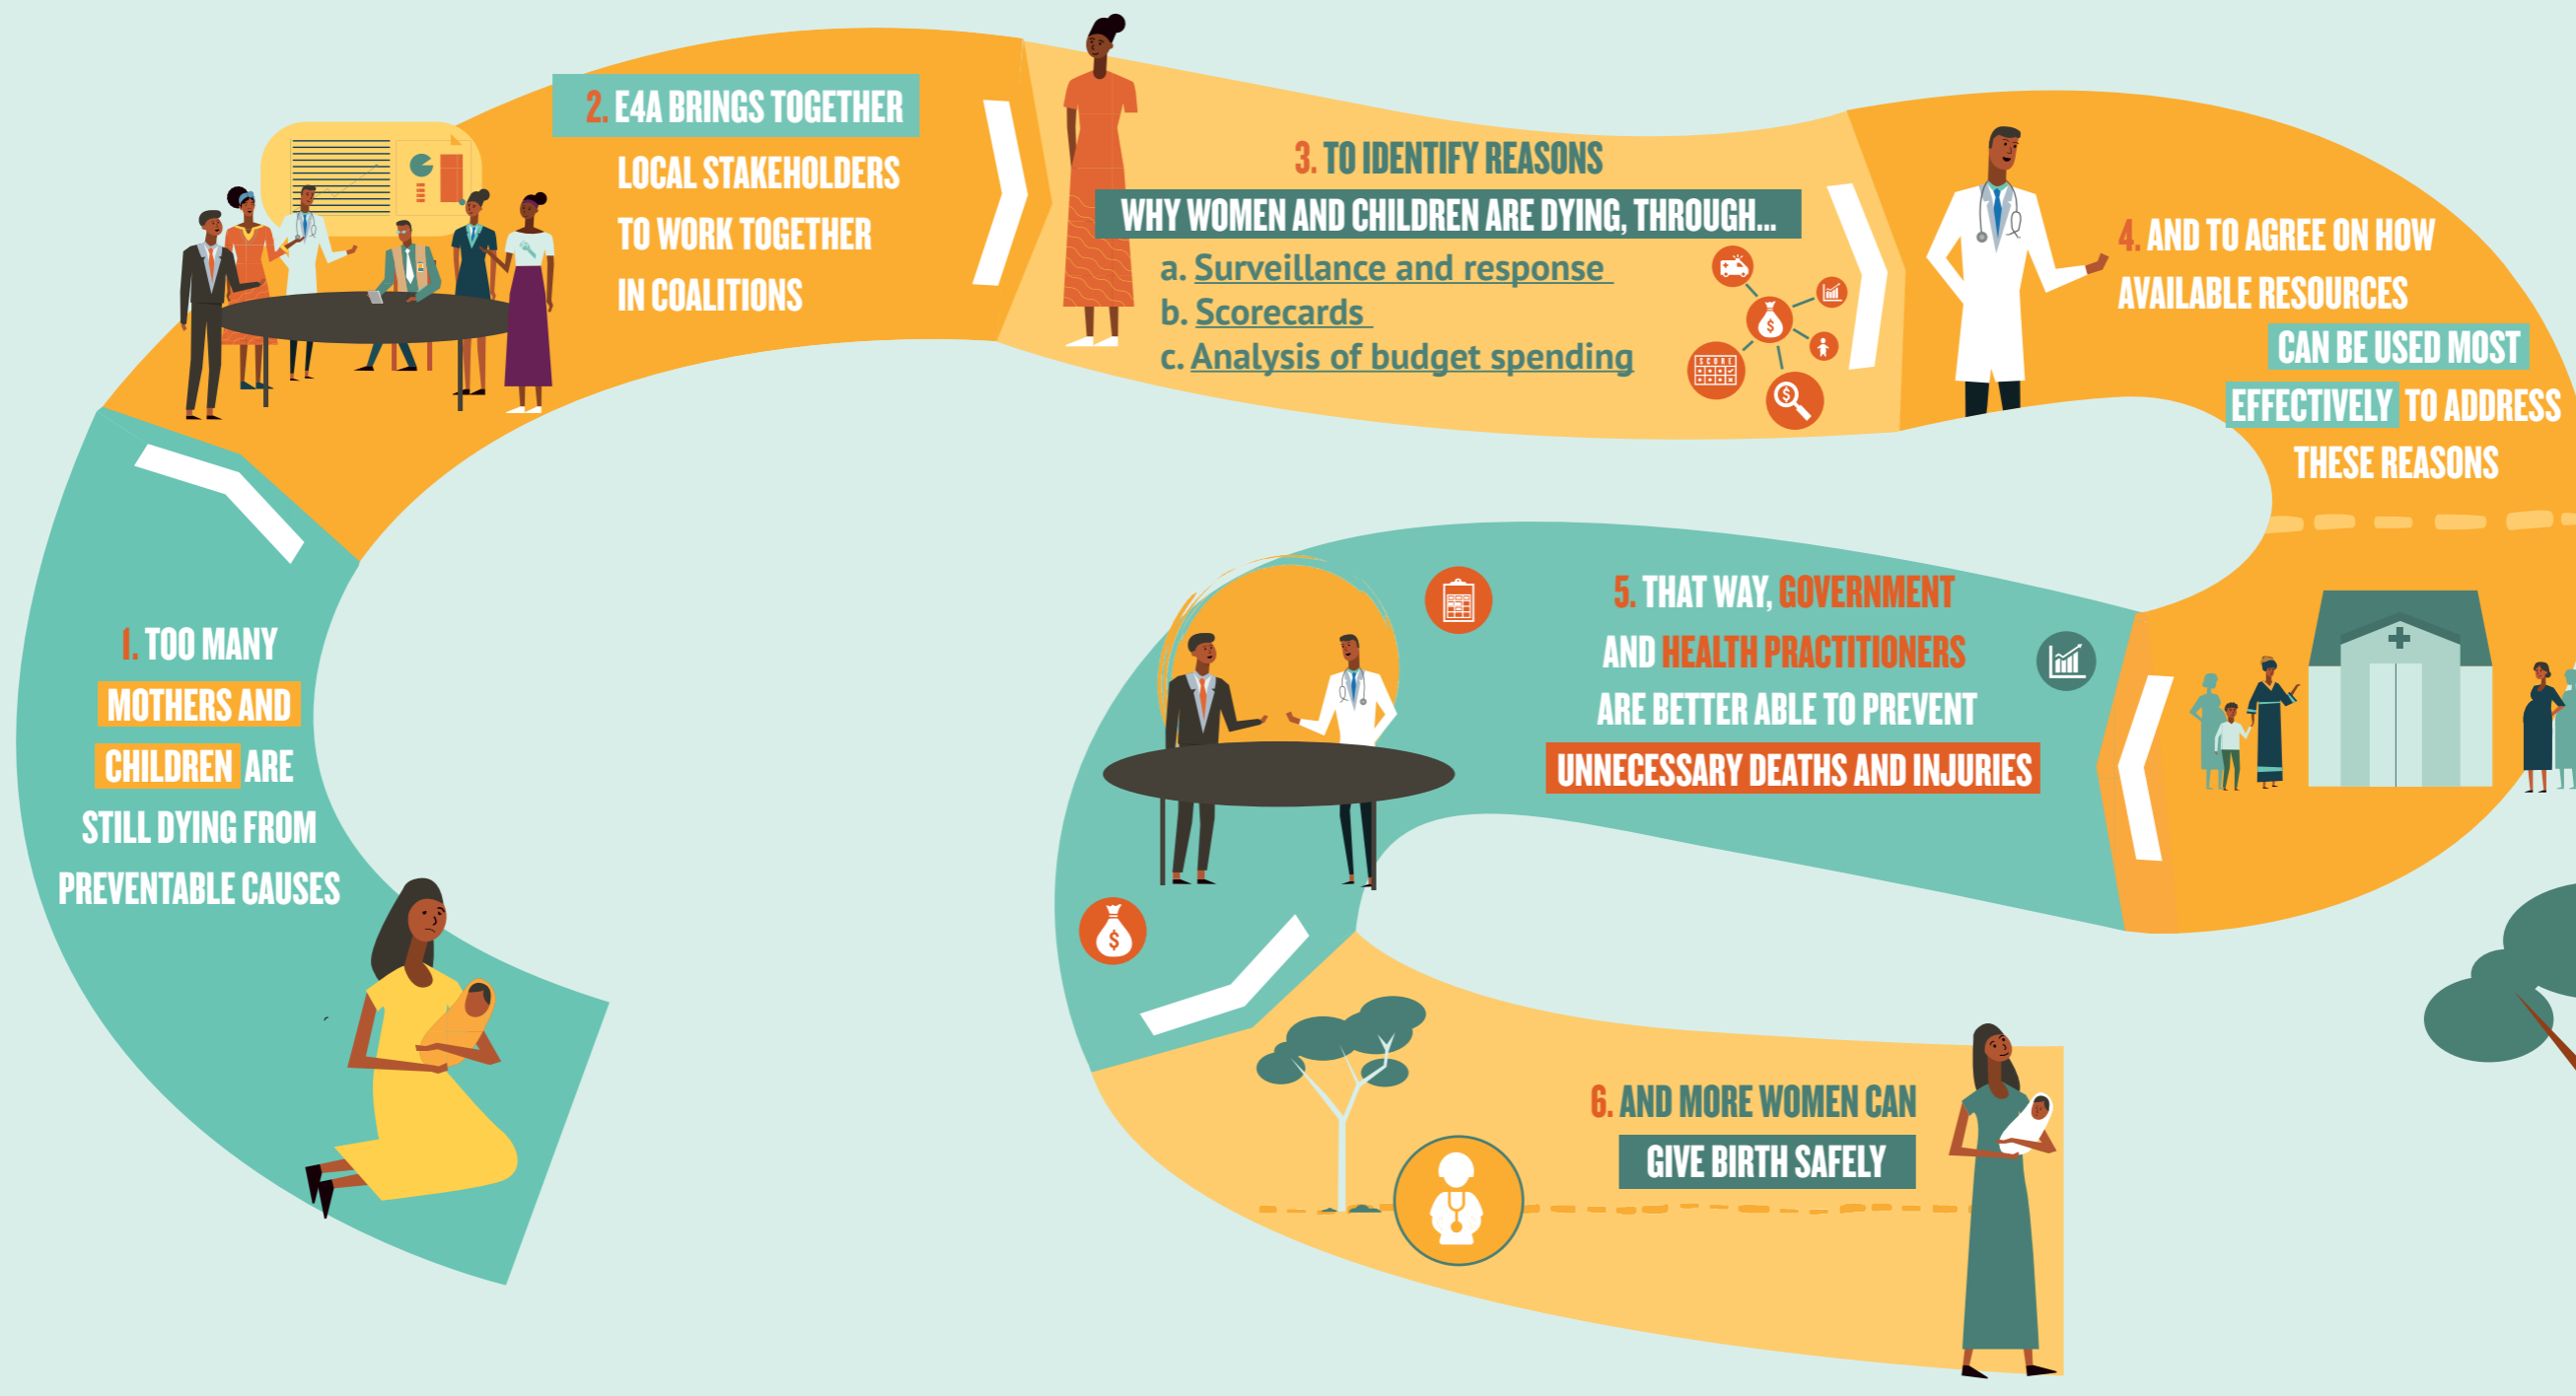 1. TOO MANY
MOTHERS AND
CHILDREN ARE
STILL DYING FROM
PREVENTABLE CAUSES
2. E4A BRINGS TOGETHER
LOCAL STAKEHOLDERS
TO WORK TOGETHER
IN COALITIONS
3. TO IDENTIFY REASONS
WHY WOMEN AND CHILDREN ARE DYING, THROUGH...
a. Surveillance and response
b. Scorecards
c. Analysis of budget spending
$
SCORE
$
4. AND TO AGREE ON HOW
AVAILABLE RESOURCES
CAN BE USED MOST
EFFECTIVELY TO ADDRESS
THESE REASONS
5. THAT WAY, GOVERNMENT
AND HEALTH PRACTITIONERS
ARE BETTER ABLE TO PREVENT
UNNECESSARY DEATHS AND INJURIES
$
6. AND MORE WOMEN CAN
GIVE BIRTH SAFELY